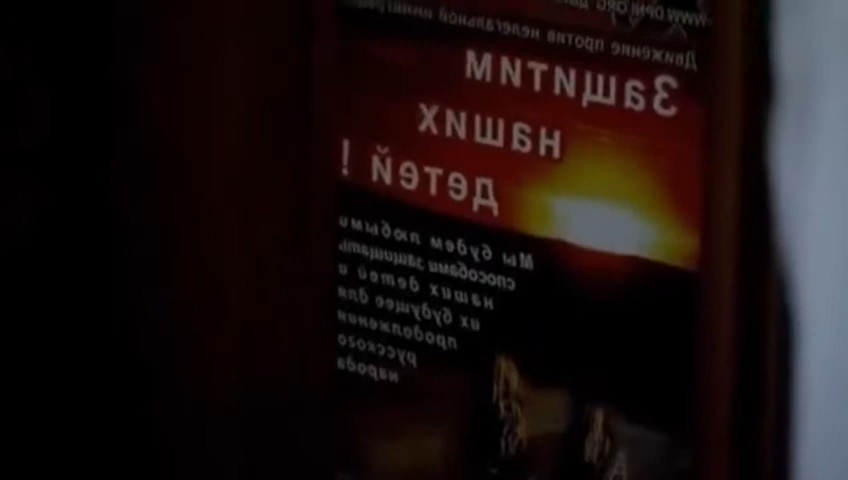 Движение против нелегальной
Защитим
наших
детей !
Мы будем любыми
способами защищать
наших детей и
их будущее для
продолжения
русского
народа